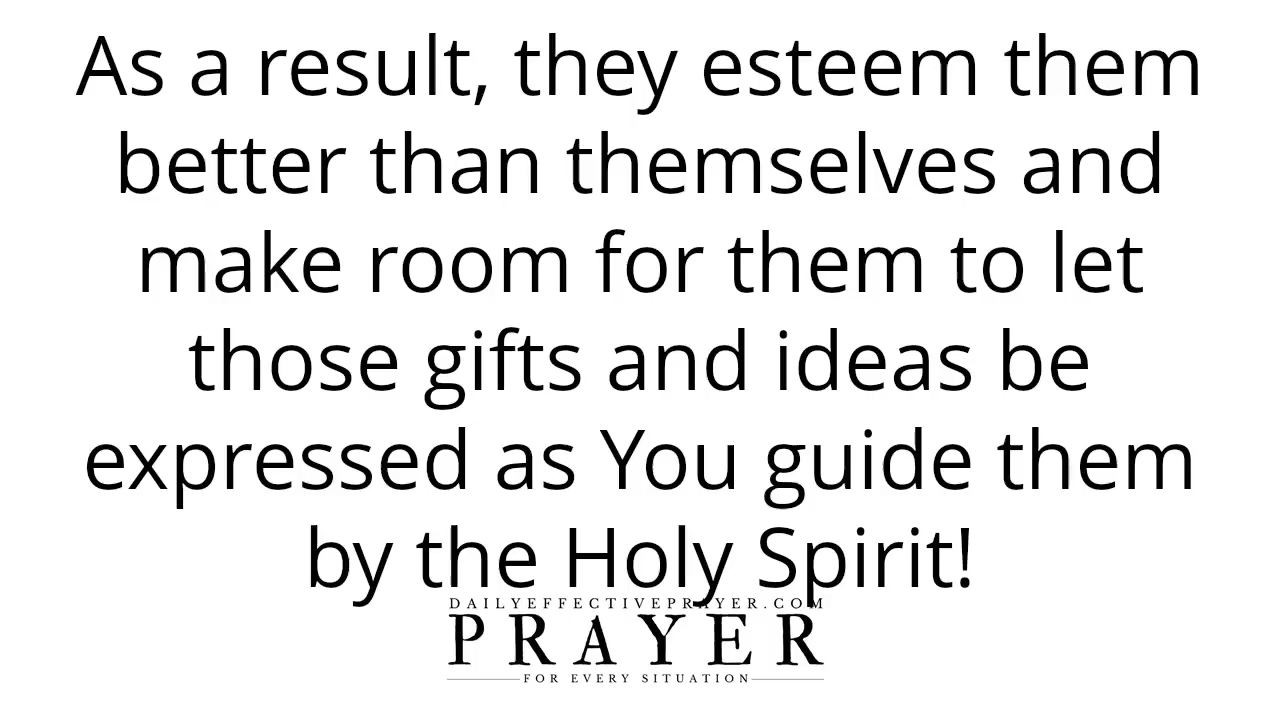 As a result, they esteem them
better than themselves and
make room for them to let
those gifts and ideas be
expressed as You guide them
by the Holy Spirit!
DAILYEFFECTIVEPRAYER.COM
PRAYER
FOR EVERY SITUATION